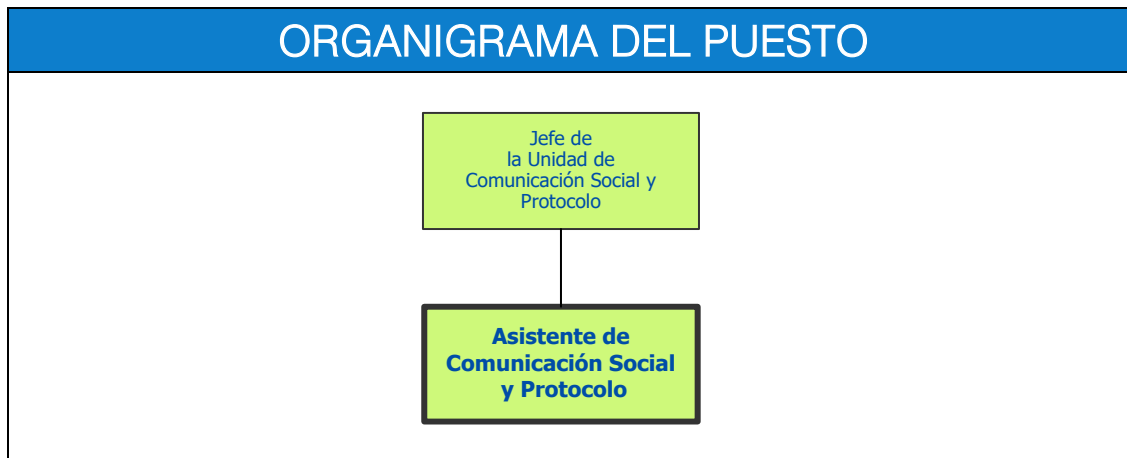 ORGANIGRAMA DEL PUESTO
Jefe de
la Unidad de
Comunicación Social y
Protocolo
Asistente de
Comunicación Social
y Protocolo